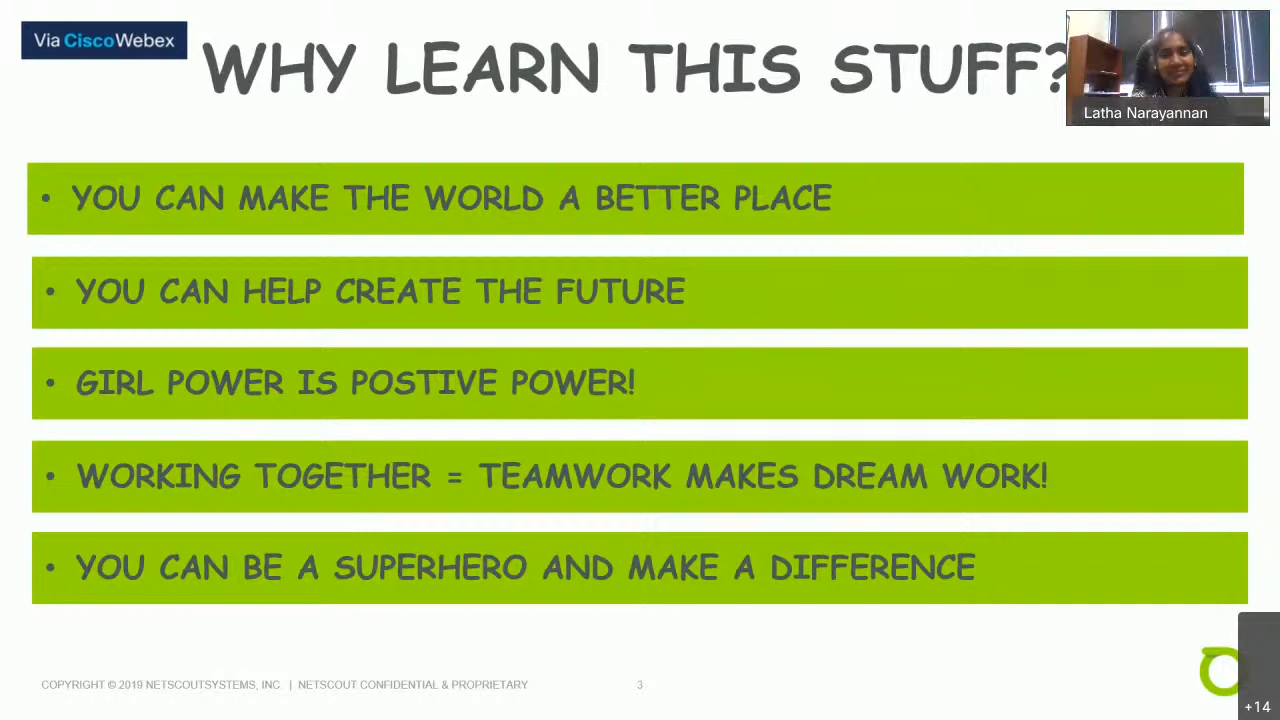 Via CiscoWebex
WHY LEARN THIS STUFF?
Latha Narayannan
• YOU CAN MAKE THE WORLD A BETTER PLACE
• YOU CAN HELP CREATE THE FUTURE
• GIRL POWER IS POSTIVE POWER!
• WORKING TOGETHER = TEAMWORK MAKES DREAM WORK!
• YOU CAN BE A SUPERHERO AND MAKE A DIFFERENCE
COPYRIGHT © 2019 NETSCOUTSYSTEMS, INC | NETSCOUT CONFIDENTIAL & PROPRIETARY 3
+14